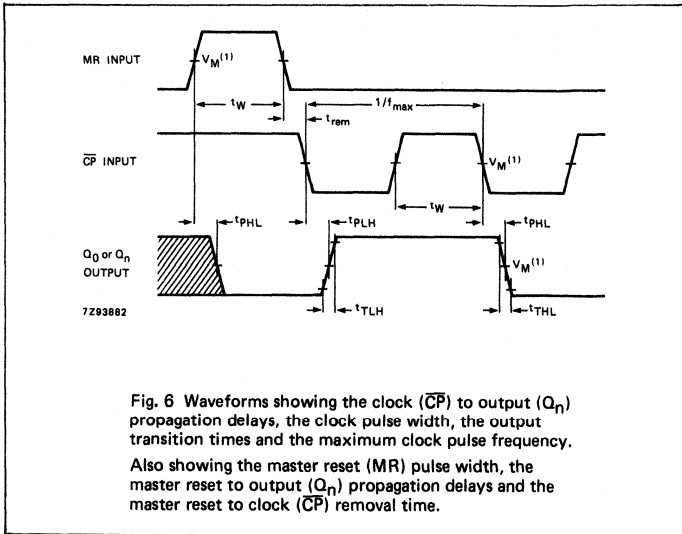 MR INPUT
VM(1)
tW
1/fmax
trem
CP INPUT
VM(1)
tW
tPHL
tPLH
tPHL
Q0 or Qn
OUTPUT
VM(1)
7Z93882
tTLH
tTHL
Fig. 6 Waveforms showing the clock (CP) to output (Qn)
propagation delays, the clock pulse width, the output
transition times and the maximum clock pulse frequency.
Also showing the master reset (MR) pulse width, the
master reset to output (Qn) propagation delays and the
master reset to clock (CP) removal time.